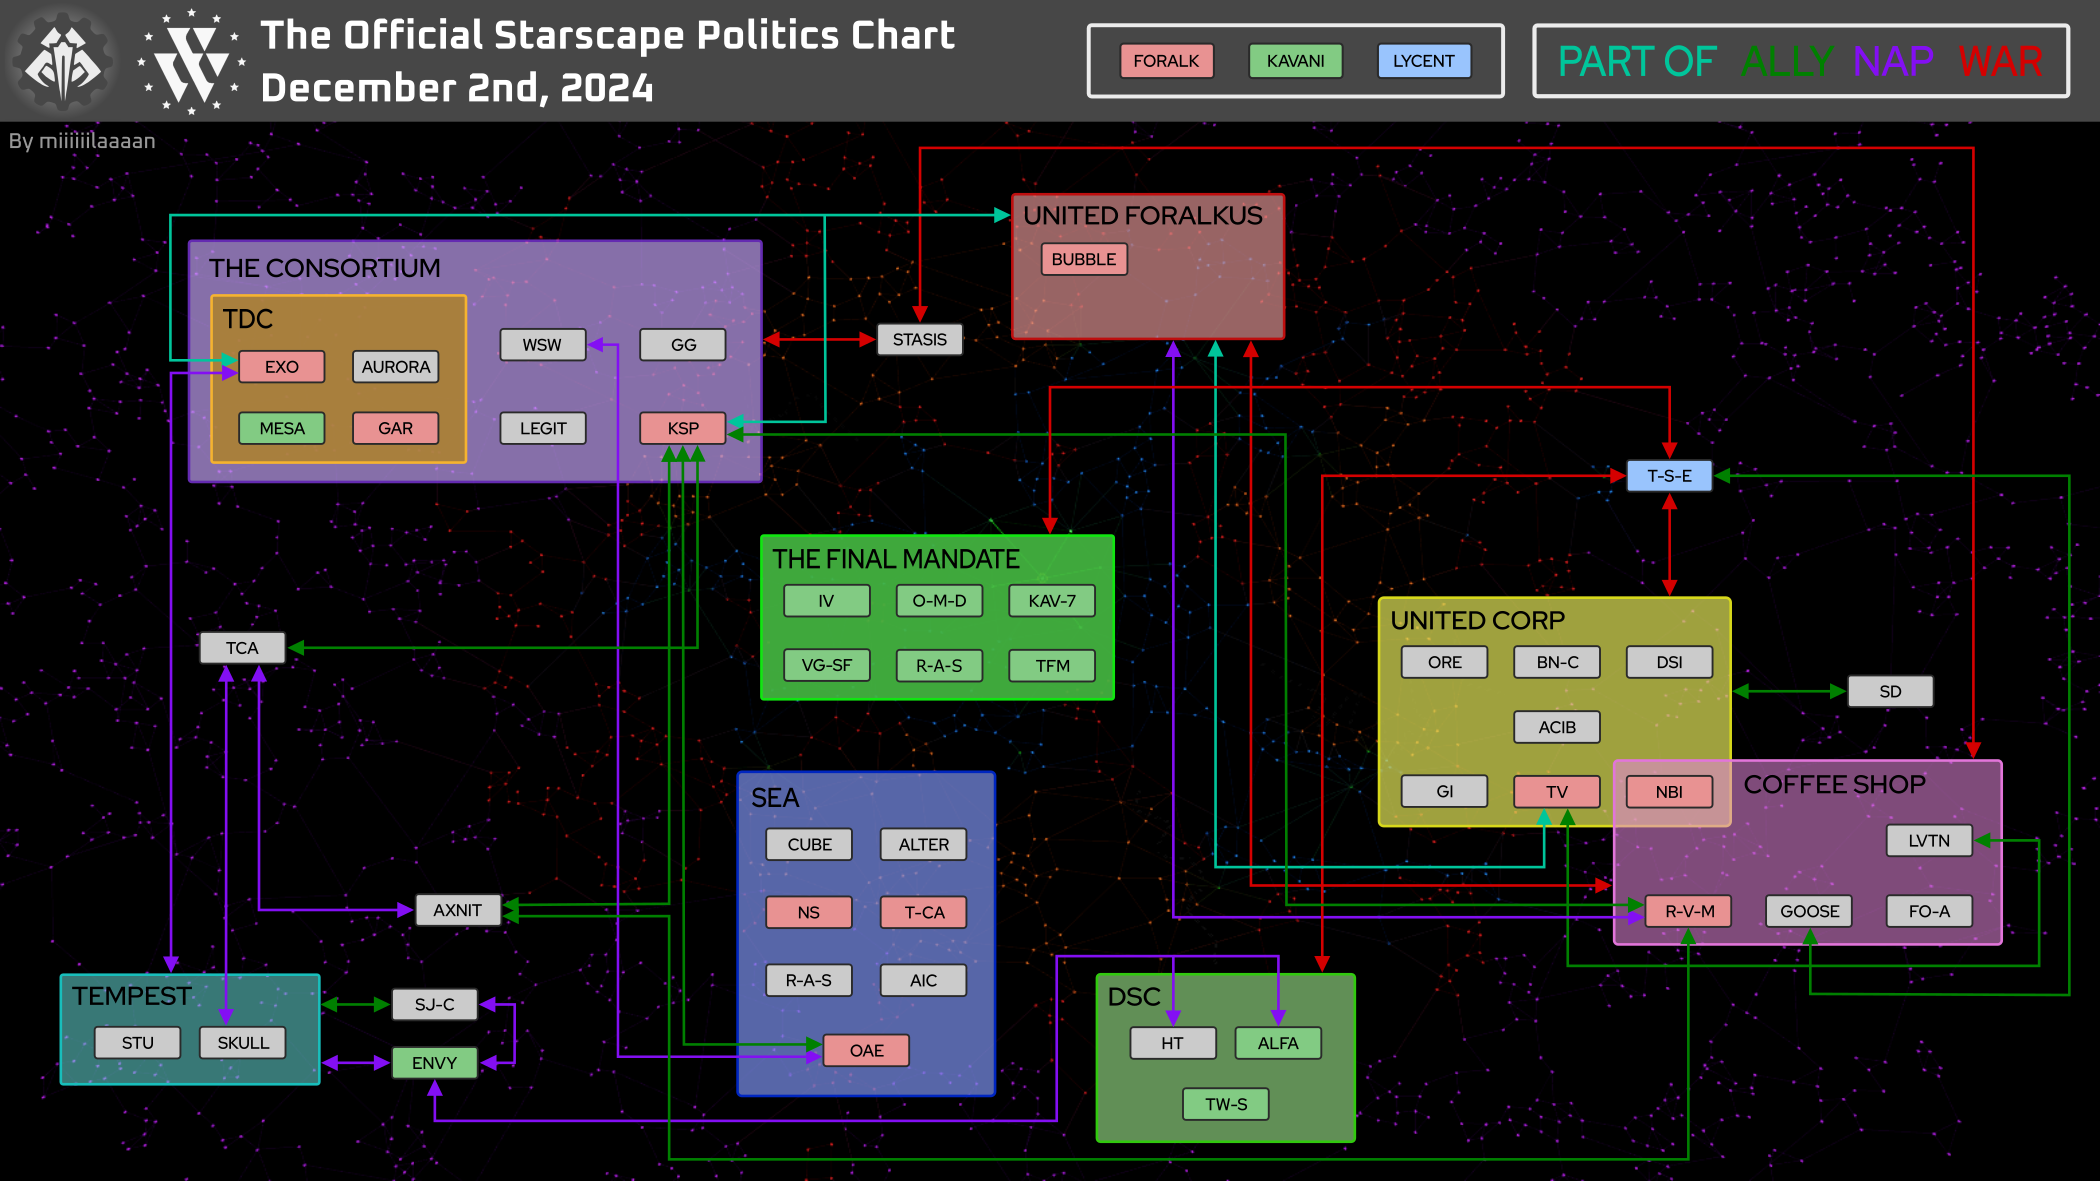 The Official Starscape Politics Chart
December 2nd, 2024
FORALK KAVANI LYCENT
PART OF ALLY NAP WAR
By miiiiiilaaaan
UNITED FORALKUS
BUBBLE
THE CONSORTIUM
TDC
EXO AURORA
MESA GAR
WSW GG
LEGIT KSP
STASIS
T-S-E
THE FINAL MANDATE
IV O-M-D KAV-7
VG-SF R-A-S TFM
UNITED CORP
ORE BN-C DSI
ACIB
GI TV NBI
SD
COFFEE SHOP
LVTN
R-V-M GOOSE FO-A
TCA
SEA
CUBE ALTER
NS T-CA
R-A-S AIC
OAE
AXNIT
TEMPEST
STU SKULL
SJ-C
ENVY
DSC
HT ALFA
TW-S